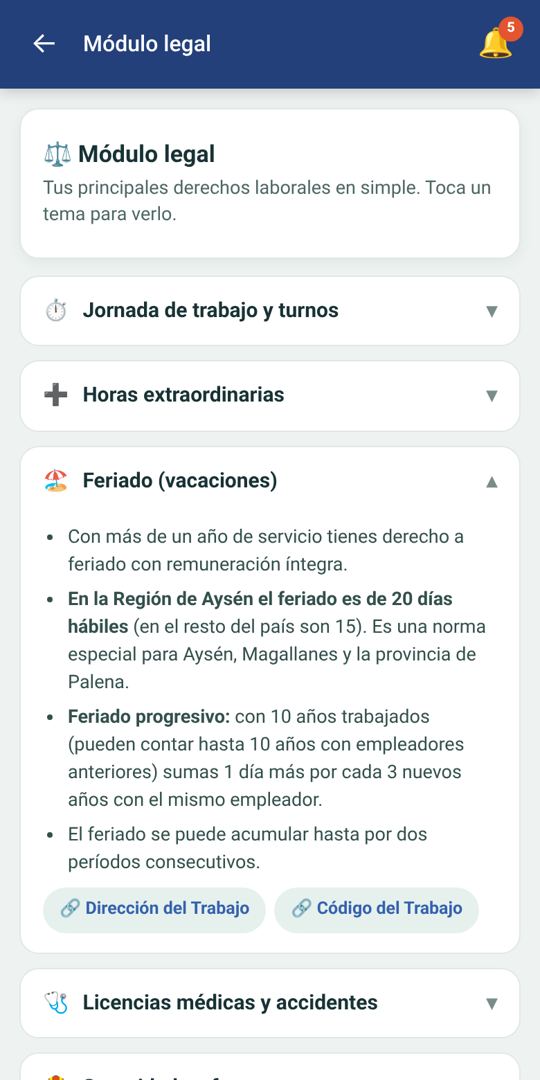 Módulo legal
5
Módulo legal
Tus principales derechos laborales en simple. Toca un
tema para verlo.
Jornada de trabajo y turnos
Horas extraordinarias
Feriado (vacaciones)
Con más de un año de servicio tienes derecho a
feriado con remuneración íntegra.
En la Región de Aysén el feriado es de 20 días
hábiles (en el resto del país son 15). Es una norma
especial para Aysén, Magallanes y la provincia de
Palena.
Feriado progresivo: con 10 años trabajados
(pueden contar hasta 10 años con empleadores
anteriores) sumas 1 día más por cada 3 nuevos
años con el mismo empleador.
El feriado se puede acumular hasta por dos
períodos consecutivos.
Dirección del Trabajo
Código del Trabajo
Licencias médicas y accidentes